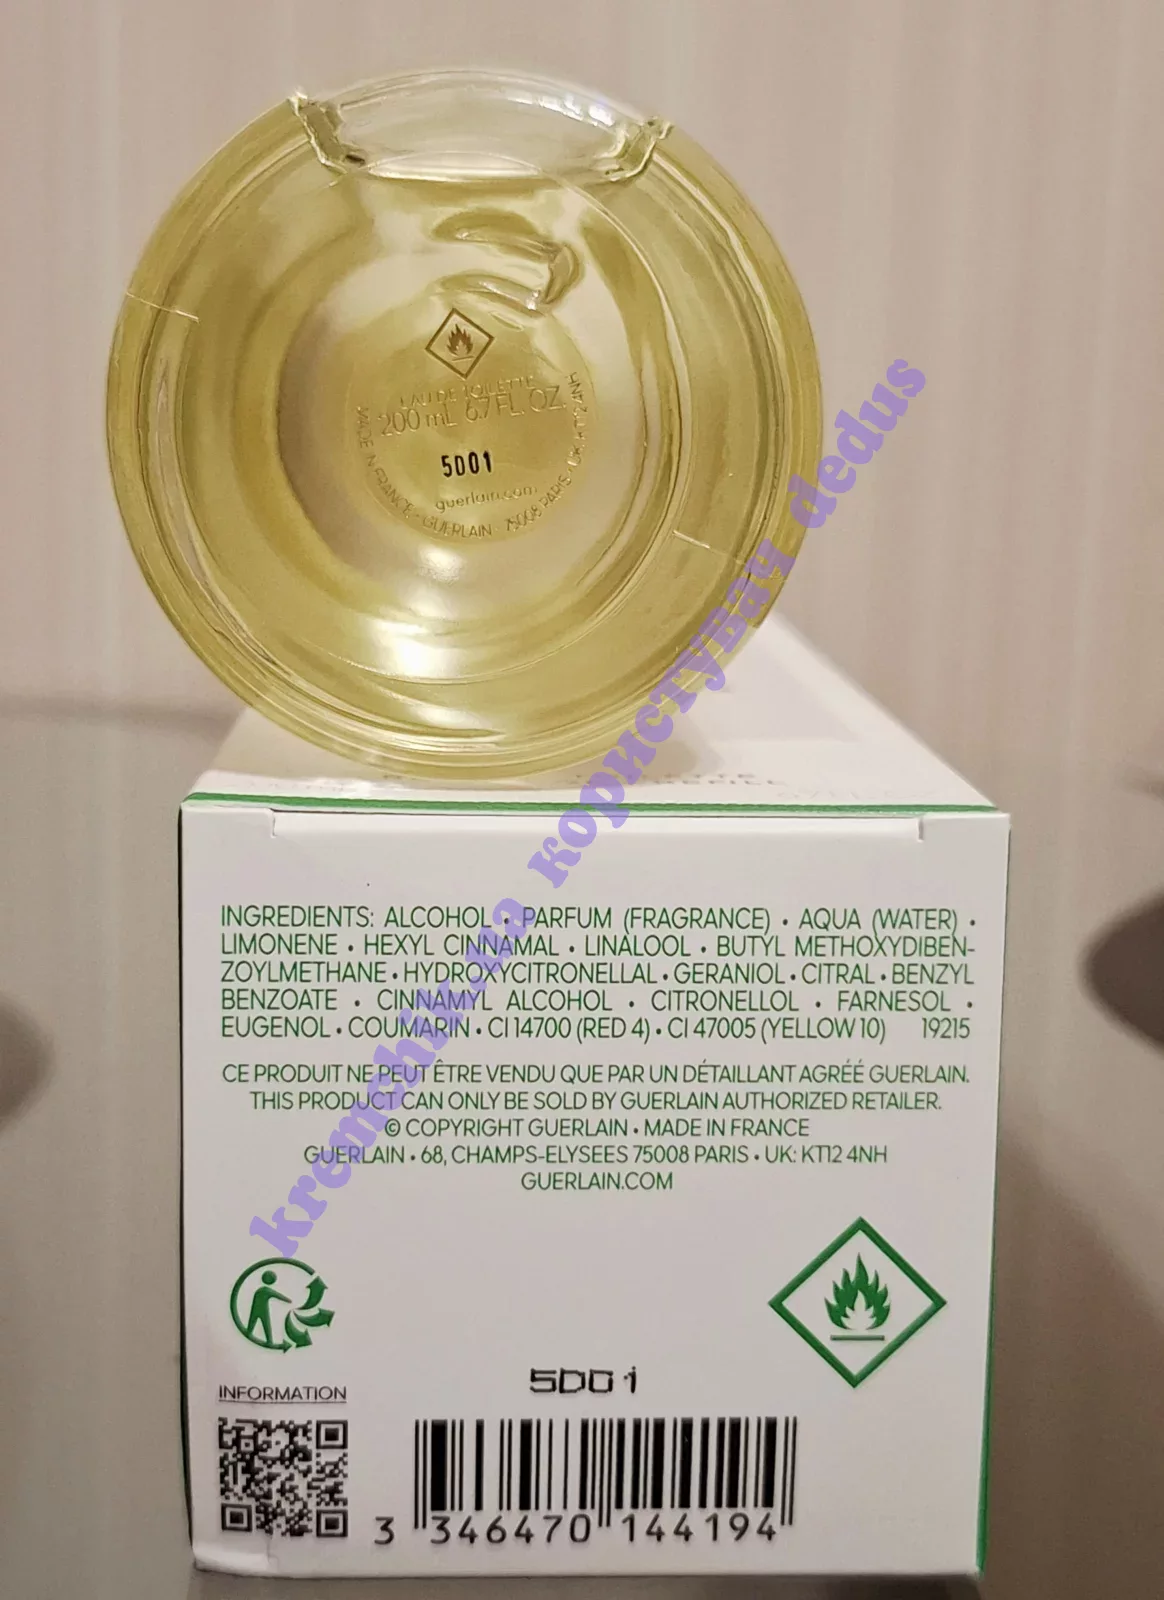 EAU DE TOILETTE
200 mL 6.7 FL. OZ.
5D01
guerlain.com
MADE IN FRANCE · GUERLAIN · 75008 PARIS · UK: KT12 4NH
INGREDIENTS: ALCOHOL • PARFUM (FRAGRANCE) • AQUA (WATER) •
LIMONENE • HEXYL CINNAMAL • LINALOOL • BUTYL METHOXYDIBEN-
ZOYLMETHANE • HYDROXYCITRONELLAL • GERANIOL • CITRAL • BENZYL
BENZOATE • CINNAMYL ALCOHOL • CITRONELLOL • FARNESOL •
EUGENOL • COUMARIN • CI 14700 (RED 4) • CI 47005 (YELLOW 10) 19215
CE PRODUIT NE PEUT ÊTRE VENDU QUE PAR UN DÉTAILLANT AGRÉÉ GUERLAIN.
THIS PRODUCT CAN ONLY BE SOLD BY GUERLAIN AUTHORIZED RETAILER.
© COPYRIGHT GUERLAIN • MADE IN FRANCE
GUERLAIN • 68, CHAMPS-ELYSEES 75008 PARIS • UK: KT12 4NH
GUERLAIN.COM
5D01
INFORMATION
3 346470 144194
kremchik.ua користувач dedus